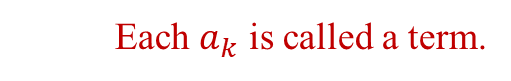 Each $a_k$ is called a term.